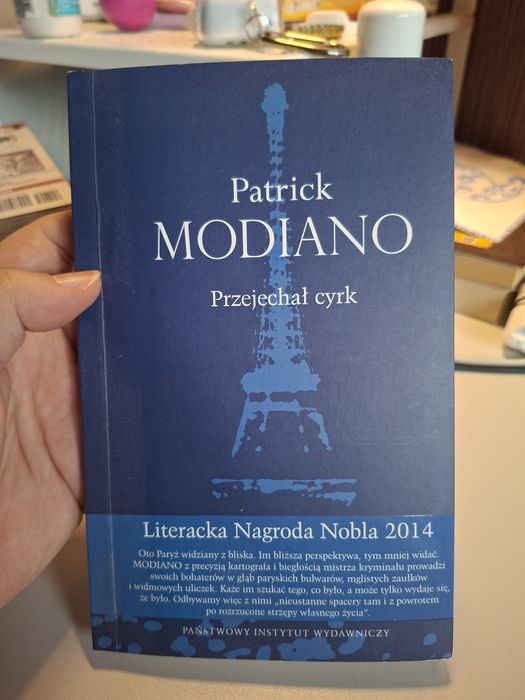 Patrick
MODIANO
Przejechał cyrk
Literacka Nagroda Nobla 2014
Oto Paryż widziany z bliska. Im bliższa perspektywa, tym mniej widać.
MODIANO z precyzją kartografa i biegłością mistrza kryminału prowadzi
swoich bohaterów w głąb paryskich bulwarów, mglistych zaułków
i widmowych uliczek. Każe im szukać tego, co było, a może tylko wydaje się,
że było. Odbywamy więc z nimi „nieustanne spacery tam i z powrotem
po rozrzucone strzępy własnego życia”.
PAŃSTWOWY INSTYTUT WYDAWNICZY